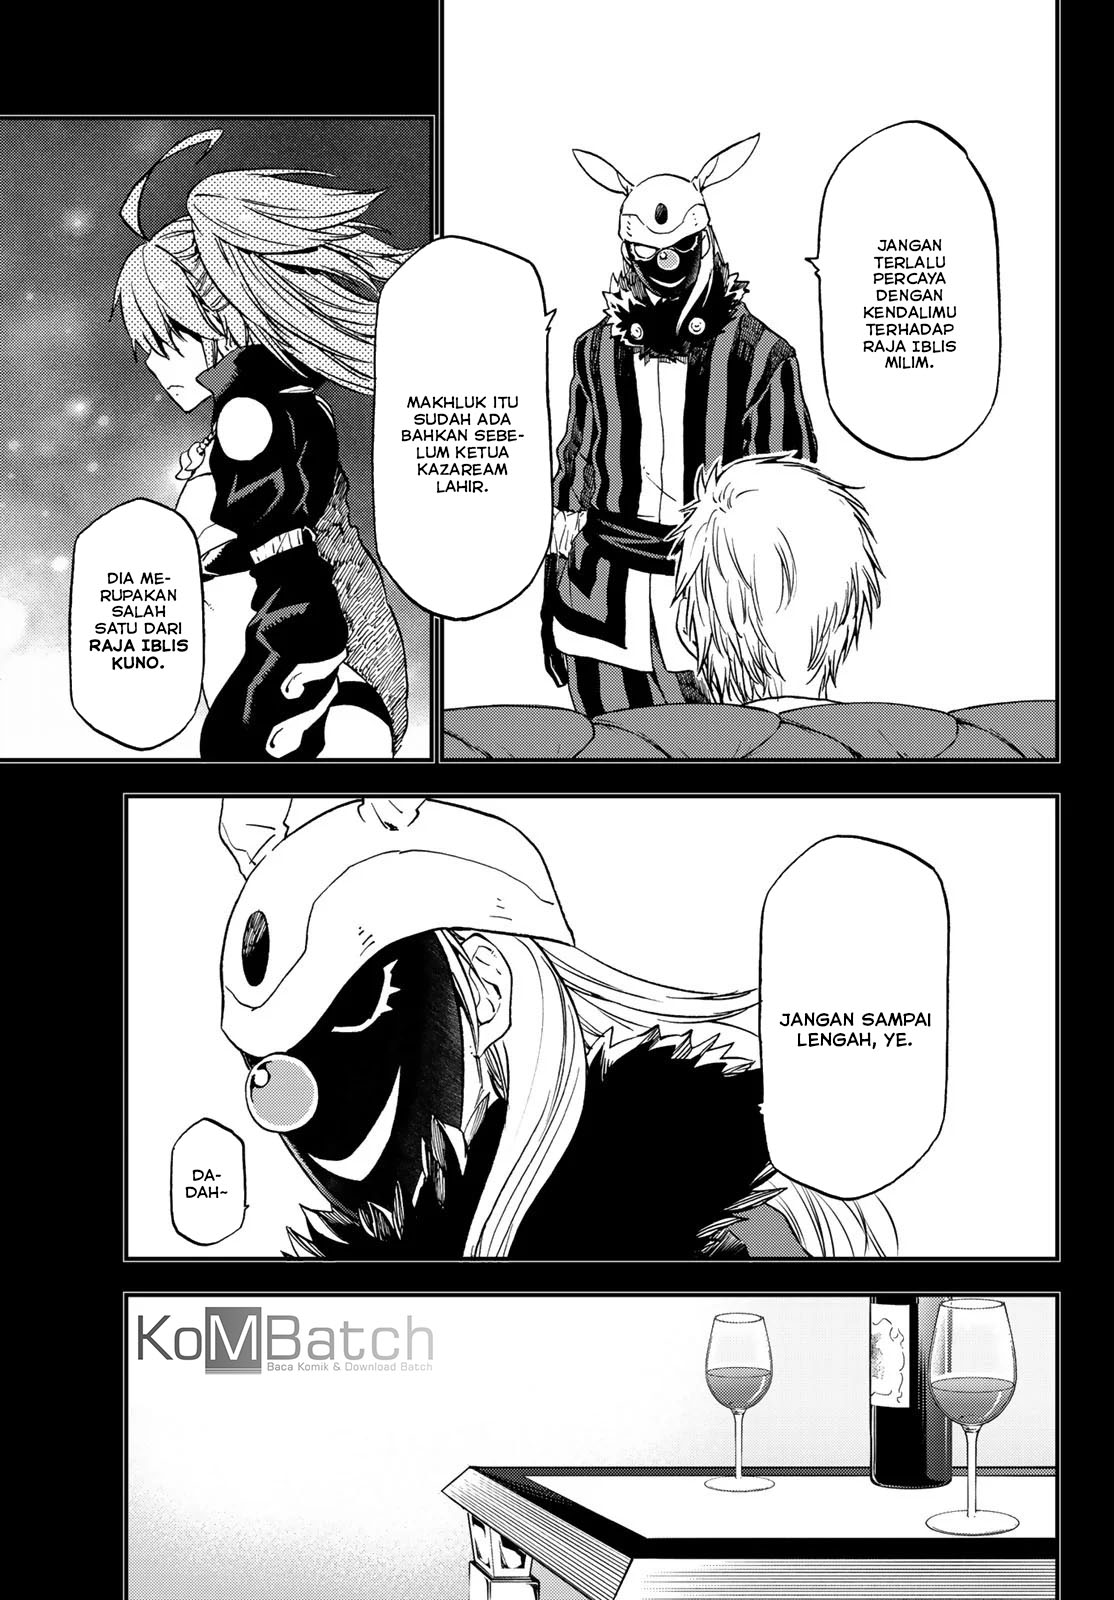 JANGAN
TERLALU
PERCAYA
DENGAN
KENDALIMU
TERHADAP
RAJA IBLIS
MILIM.
MAKHLUK ITU
SUDAH ADA
BAHKAN SEBE-
LUM KETUA
KAZAREAM
LAHIR.
DIA ME-
RUPAKAN
SALAH
SATU DARI
RAJA IBLIS
KUNO.
JANGAN SAMPAI
LENGAH, YE.
DA-
DAH~
KoMBatch
Baca Komik & Download Batch